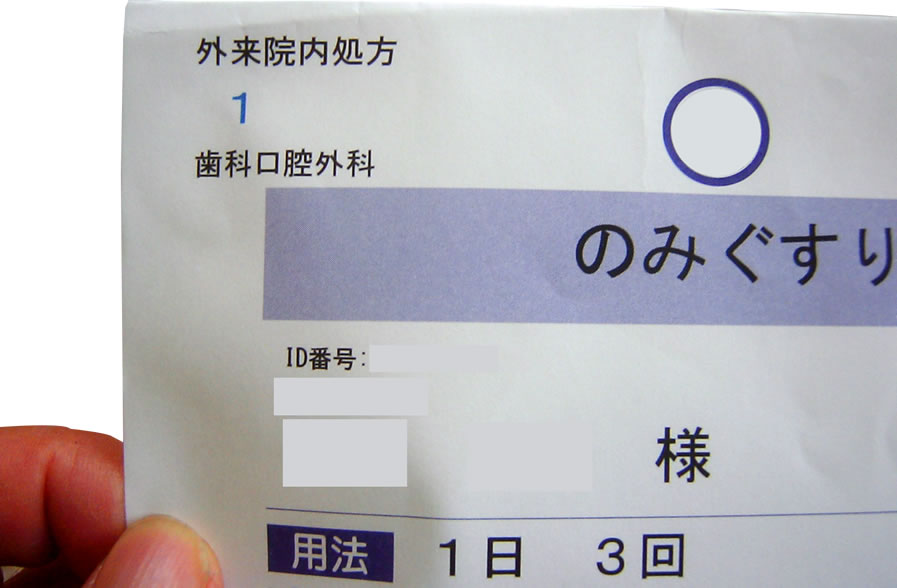 外来院内処方
1
歯科口腔外科
のみぐすり
ID番号:
様
用法 1日 3回